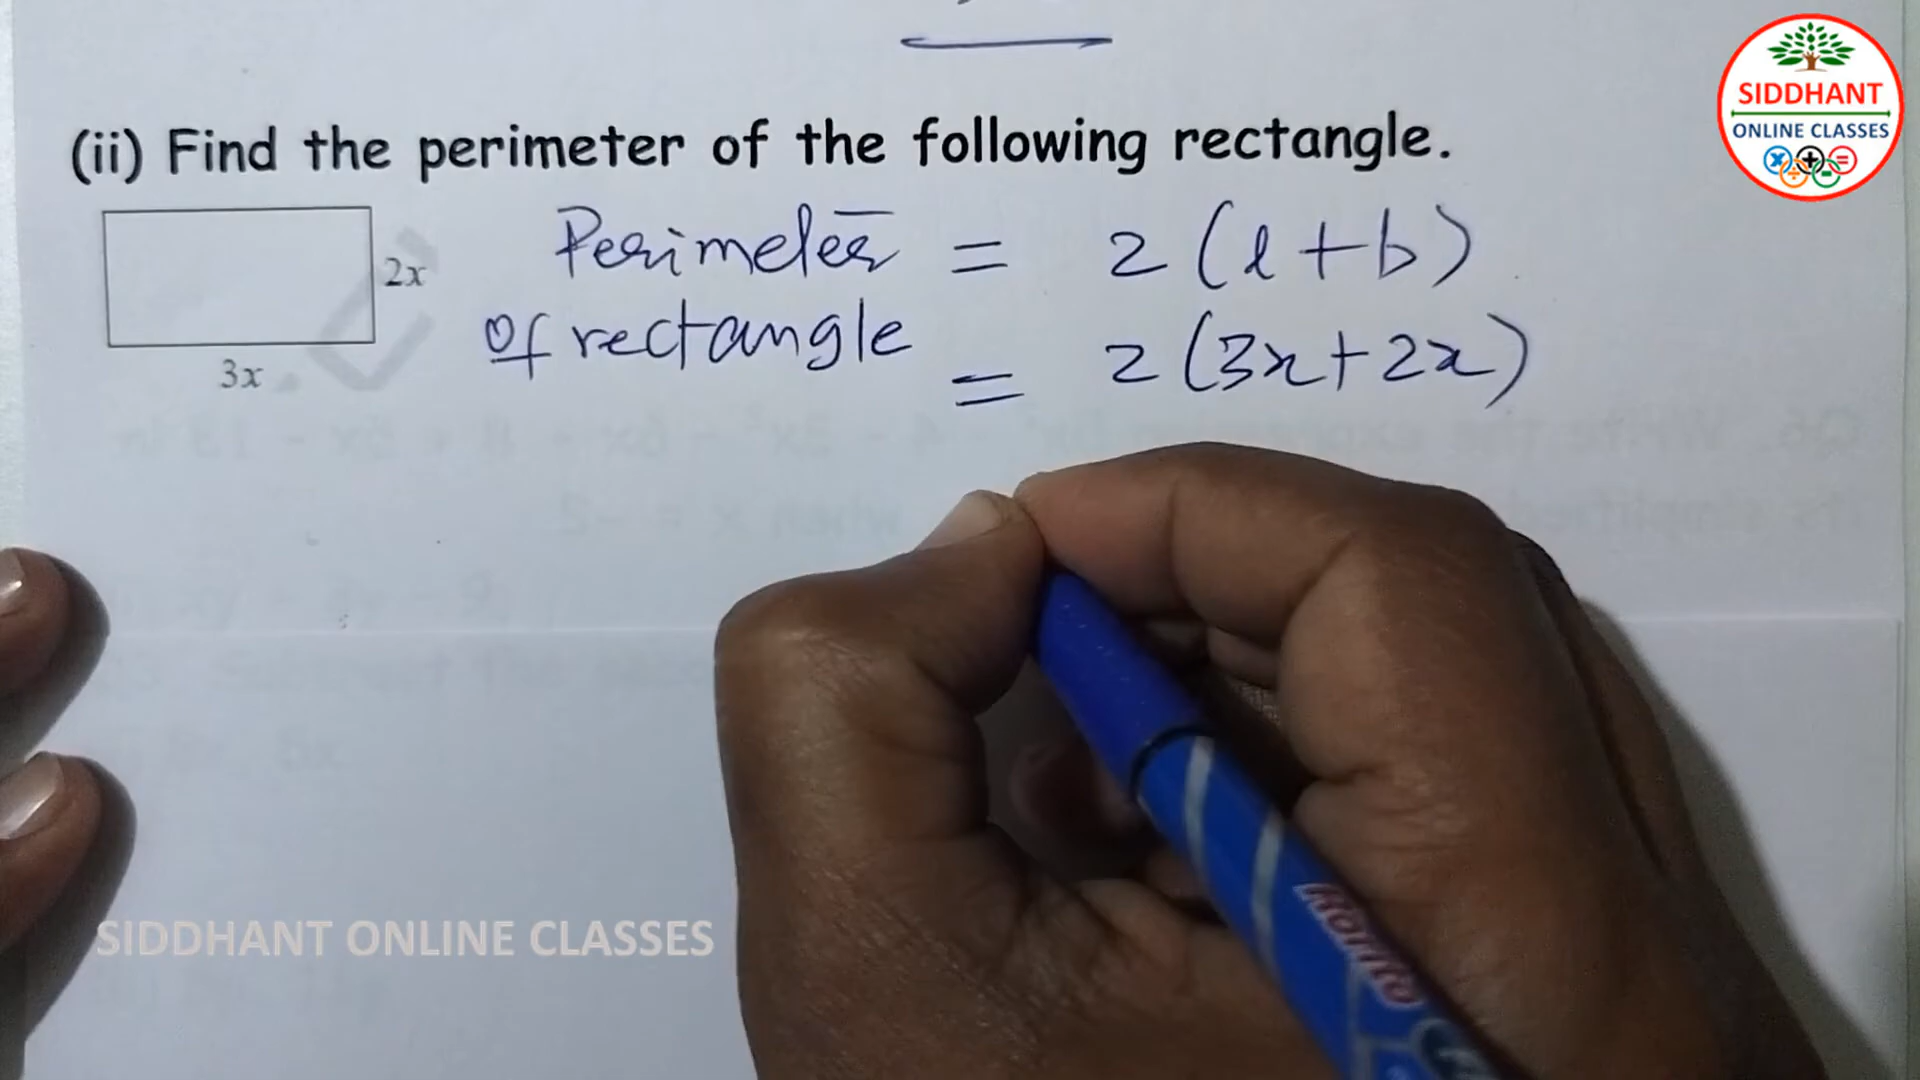 SIDDHANT
ONLINE CLASSES
(ii) Find the perimeter of the following rectangle.
2x
3x
Perimeter = 2 (l + b)
of rectangle
= 2 (3x + 2x)
SIDDHANT ONLINE CLASSES